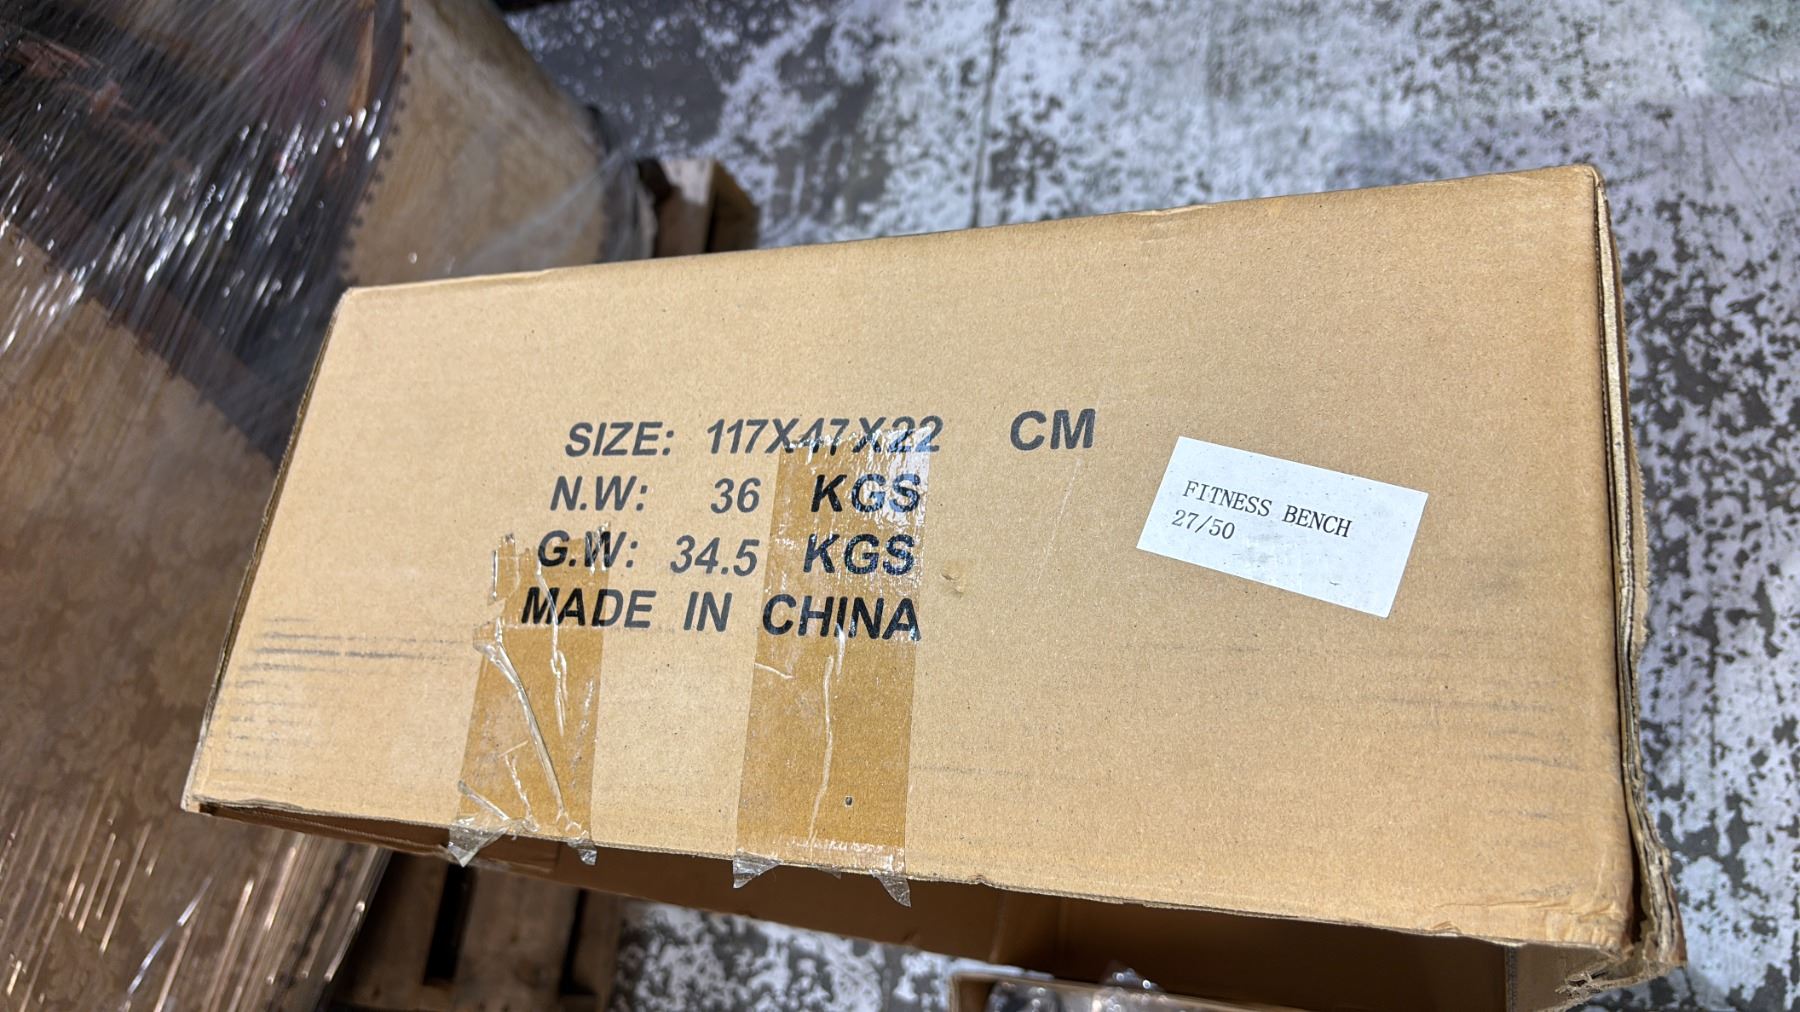 SIZE: 117X47X22 CM
N.W: 36 KGS
G.W: 34.5 KGS
MADE IN CHINA
FITNESS BENCH
27/50